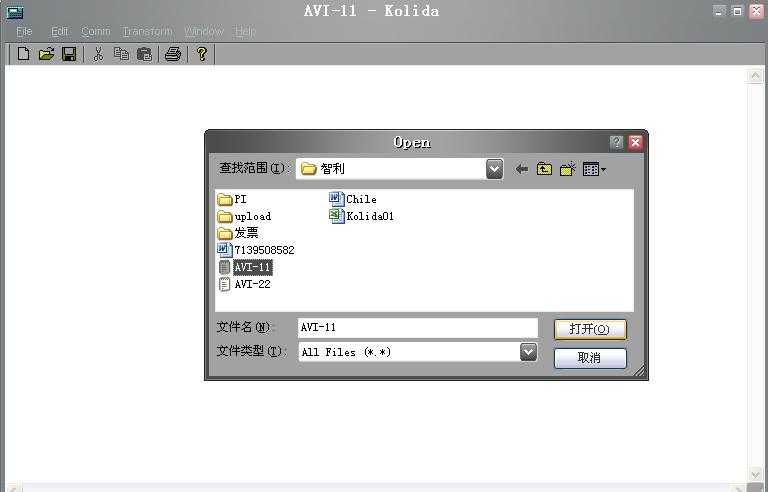 AVI-11 - Kolida
File Edit Comm Transform Window Help
Open
查找范围(I): 智利
PI
upload
发票
7139508582
AVI-11
AVI-22
Chile
Kolida01
文件名(N): AVI-11 打开(O)
文件类型(T): All Files (*.*) 取消